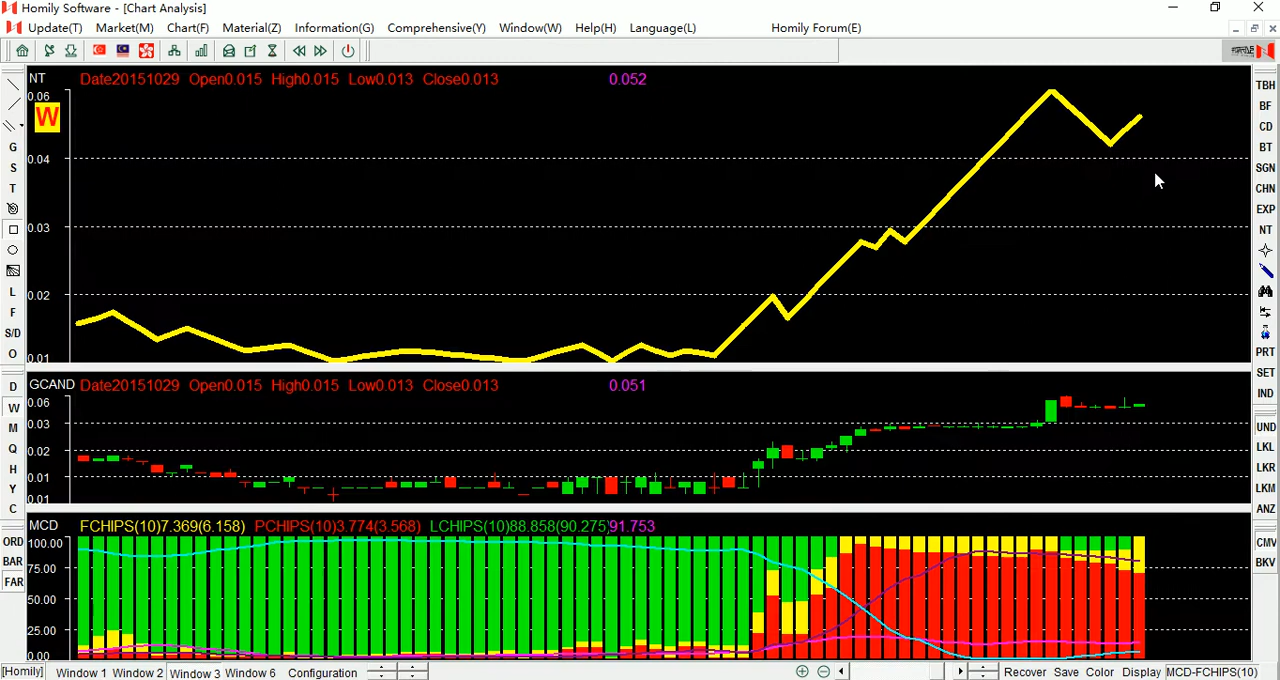 Homily Software - [Chart Analysis]
Update(T) Market(M) Chart(F) Material(Z) Information(G) Comprehensive(Y) Window(W) Help(H) Language(L) Homily Forum(E)
NT Date20151029 Open0.015 High0.015 Low0.013 Close0.013 0.052
0.06
W
0.04
0.03
0.02
0.01
GCAND Date20151029 Open0.015 High0.015 Low0.013 Close0.013 0.051
0.06
0.03
0.02
0.01
0.01
MCD FCHIPS(10)7.369(6.158) PCHIPS(10)3.774(3.568) LCHIPS(10)88.858(90.275)91.753
100.00
75.00
50.00
25.00
0.00
G
S
T
L
F
S/D
O
D
W
M
Q
H
Y
C
ORD
BAR
FAR
TBH
BF
CD
BT
SGN
CHN
EXP
NT
PRT
SET
IND
UND
LKL
LKR
LKM
ANZ
CMV
BKV
[Homily] Window 1 Window 2 Window 3 Window 6 Configuration Recover Save Color Display MCD-FCHIPS(10)